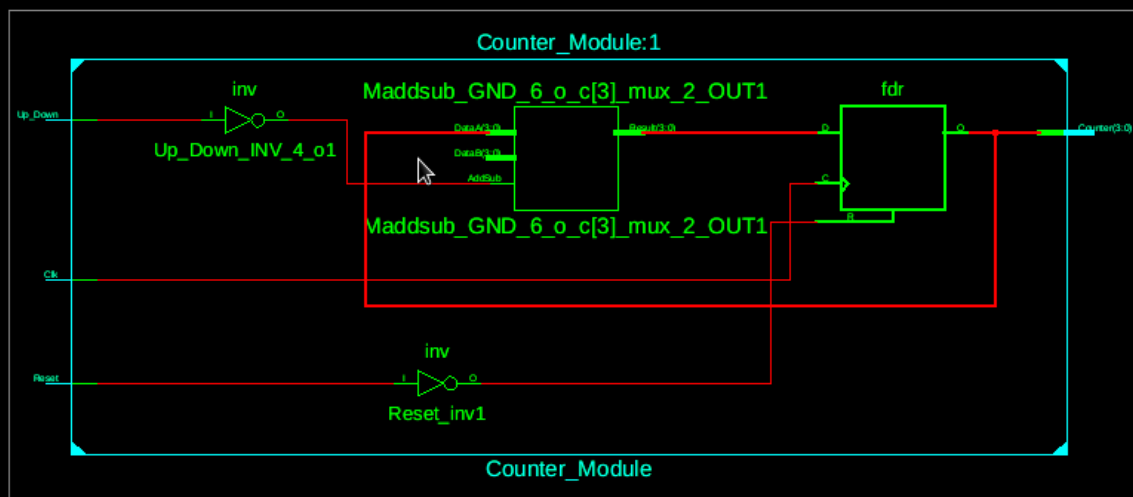 Counter_Module:1
inv
Maddsub_GND_6_o_c[3]_mux_2_OUT1
fdr
Up_Down
I
O
DataA(3:0)
Result(3:0)
D
Q
Counter(3:0)
Up_Down_INV_4_o1
DataB(3:0)
AddSub
C
R
Maddsub_GND_6_o_c[3]_mux_2_OUT1
Clk
inv
Reset
I
O
Reset_inv1
Counter_Module